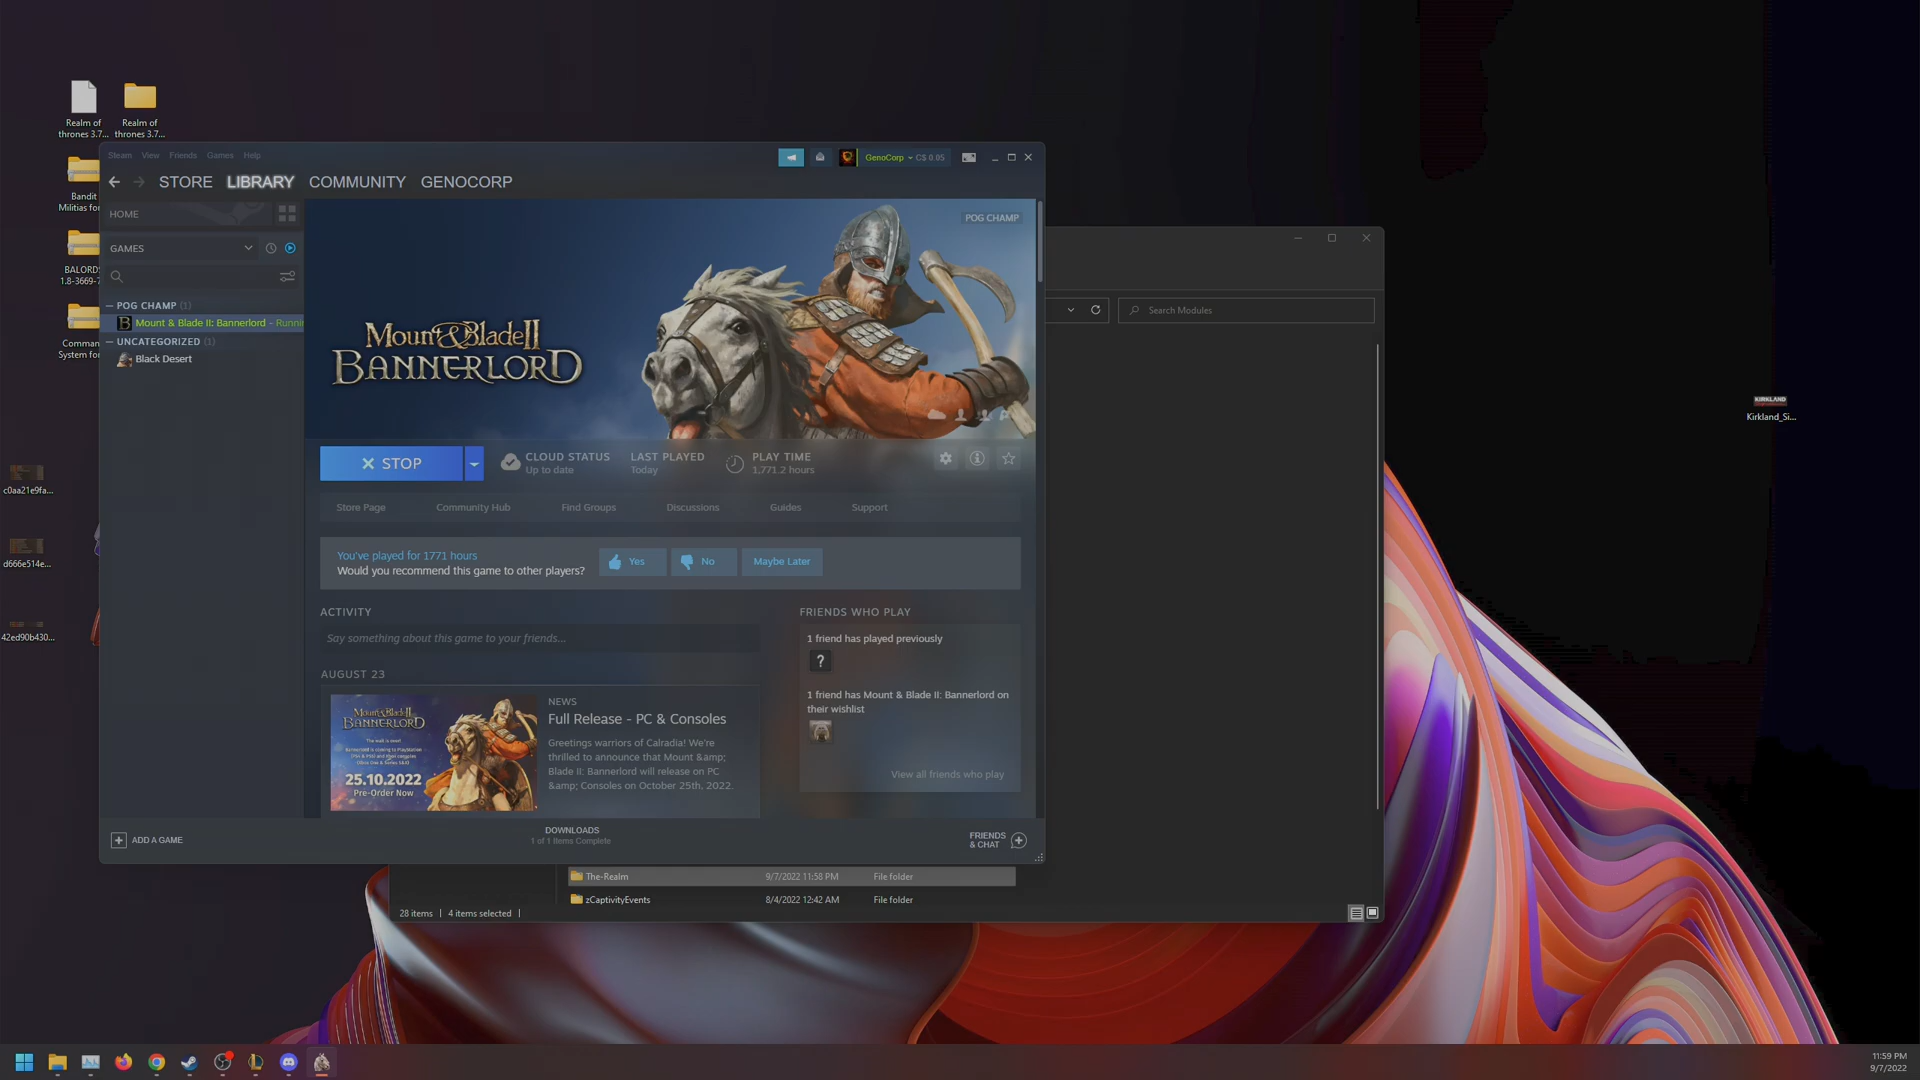 Realm of
thrones 3.7...
Realm of
thrones 3.7...
Bandit
Militias fo
BALORD
1.8-3669-7
Comman
System for
c0aa21e9fa...
d666e514e...
42ed90b430...
KIRKLAND
Kirkland_Si...
Steam View Friends Games Help
GenoCorp C$ 0.05
STORE LIBRARY COMMUNITY GENOCORP
HOME
GAMES
— POG CHAMP (1)
Mount & Blade II: Bannerlord - Runni
— UNCATEGORIZED (1)
Black Desert
POG CHAMP
Mount & Blade II
BANNERLORD
STOP
CLOUD STATUS
Up to date
LAST PLAYED
Today
PLAY TIME
1,771.2 hours
Store Page Community Hub Find Groups Discussions Guides Support
You've played for 1771 hours
Would you recommend this game to other players?
Yes No Maybe Later
ACTIVITY
Say something about this game to your friends...
AUGUST 23
Mount & Blade II
BANNERLORD
25.10.2022
Pre-Order Now
NEWS
Full Release - PC & Consoles
Greetings warriors of Calradia! We're
thrilled to announce that Mount &amp;
Blade II: Bannerlord will release on PC
&amp; Consoles on October 25th, 2022.
FRIENDS WHO PLAY
1 friend has played previously
?
1 friend has Mount & Blade II: Bannerlord on
their wishlist
View all friends who play
ADD A GAME
DOWNLOADS
1 of 1 Items Complete
FRIENDS
& CHAT
Search Modules
The-Realm 9/7/2022 11:58 PM File folder
zCaptivityEvents 8/4/2022 12:42 AM File folder
28 items 4 items selected
11:59 PM
9/7/2022